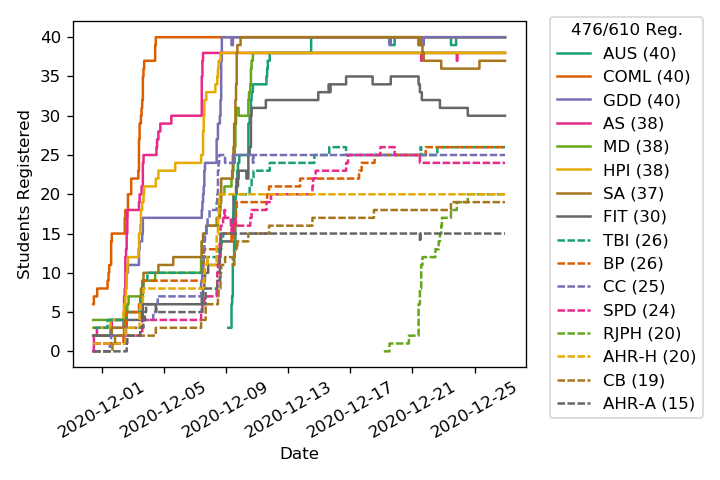 476/610 Reg.
AUS (40)
COML (40)
GDD (40)
AS (38)
MD (38)
HPI (38)
SA (37)
FIT (30)
TBI (26)
BP (26)
CC (25)
SPD (24)
RJPH (20)
AHR-H (20)
CB (19)
AHR-A (15)
Students Registered
40
35
30
25
20
15
10
5
0
2020-12-01
2020-12-05
2020-12-09
2020-12-13
2020-12-17
2020-12-21
2020-12-25
Date